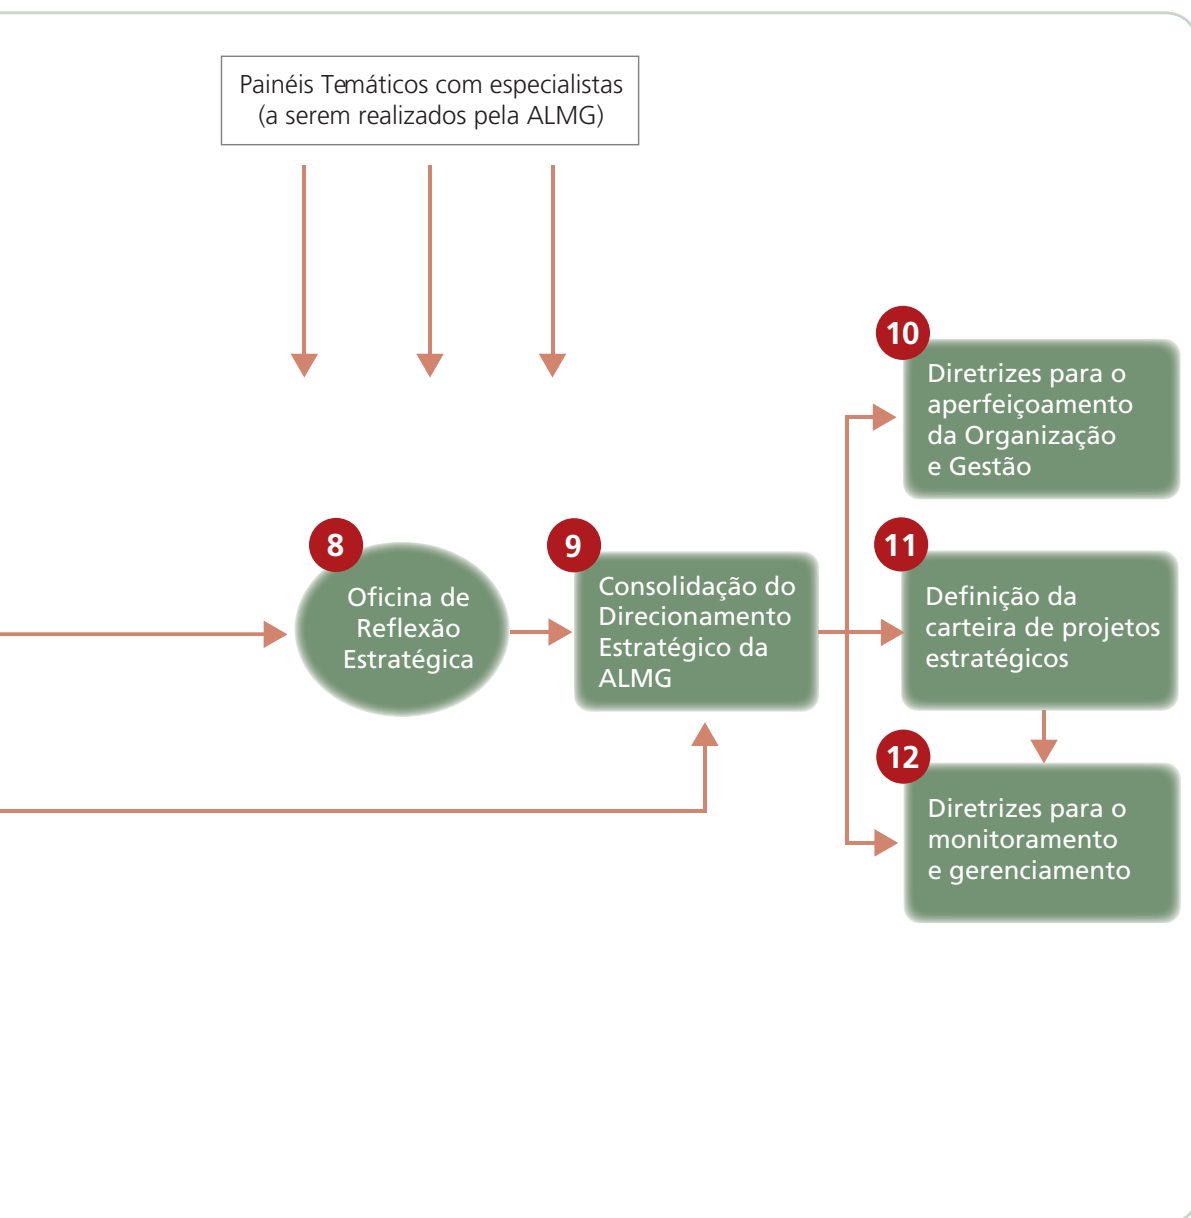 Painéis Temáticos com especialistas
(a serem realizados pela ALMG)
8
Oficina de
Reflexão
Estratégica
9
Consolidação do
Direcionamento
Estratégico da
ALMG
10
Diretrizes para o
aperfeiçoamento
da Organização
e Gestão
11
Definição da
carteira de projetos
estratégicos
12
Diretrizes para o
monitoramento
e gerenciamento